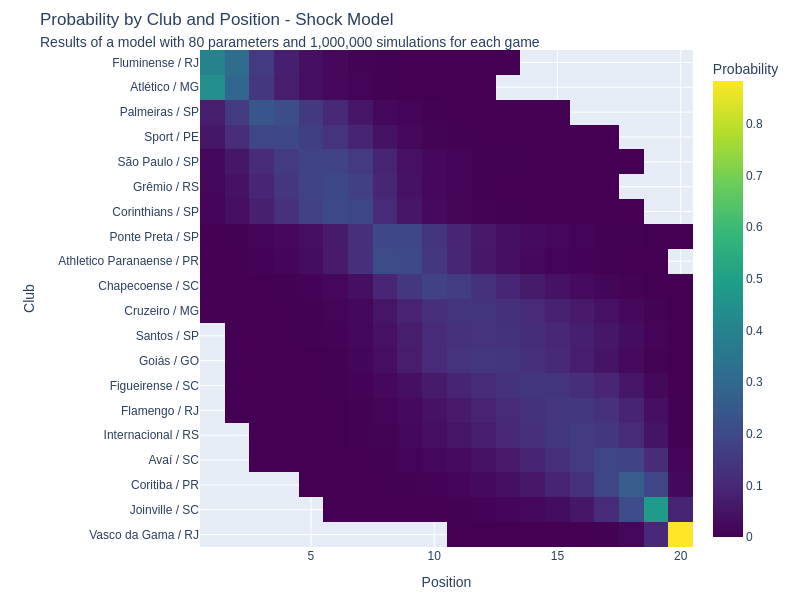 Probability by Club and Position - Shock Model
Results of a model with 80 parameters and 1,000,000 simulations for each game
Probability
Fluminense / RJ
Atlético / MG
Palmeiras / SP
Sport / PE
São Paulo / SP
Grêmio / RS
Corinthians / SP
Ponte Preta / SP
Athletico Paranaense / PR
Chapecoense / SC
Cruzeiro / MG
Santos / SP
Goiás / GO
Figueirense / SC
Flamengo / RJ
Internacional / RS
Avaí / SC
Coritiba / PR
Joinville / SC
Vasco da Gama / RJ
Club
5
10
15
20
Position
0.8
0.7
0.6
0.5
0.4
0.3
0.2
0.1
0